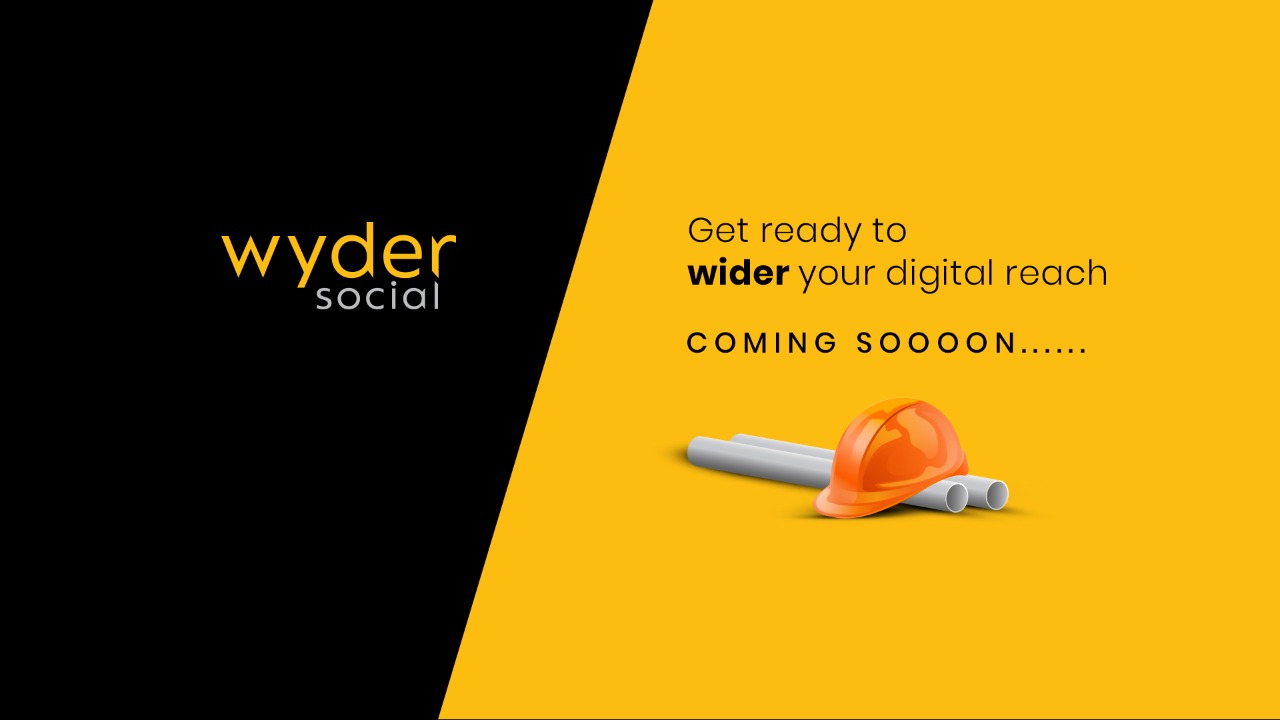 wyder
social
Get ready to
wider your digital reach
COMING SOOOON......